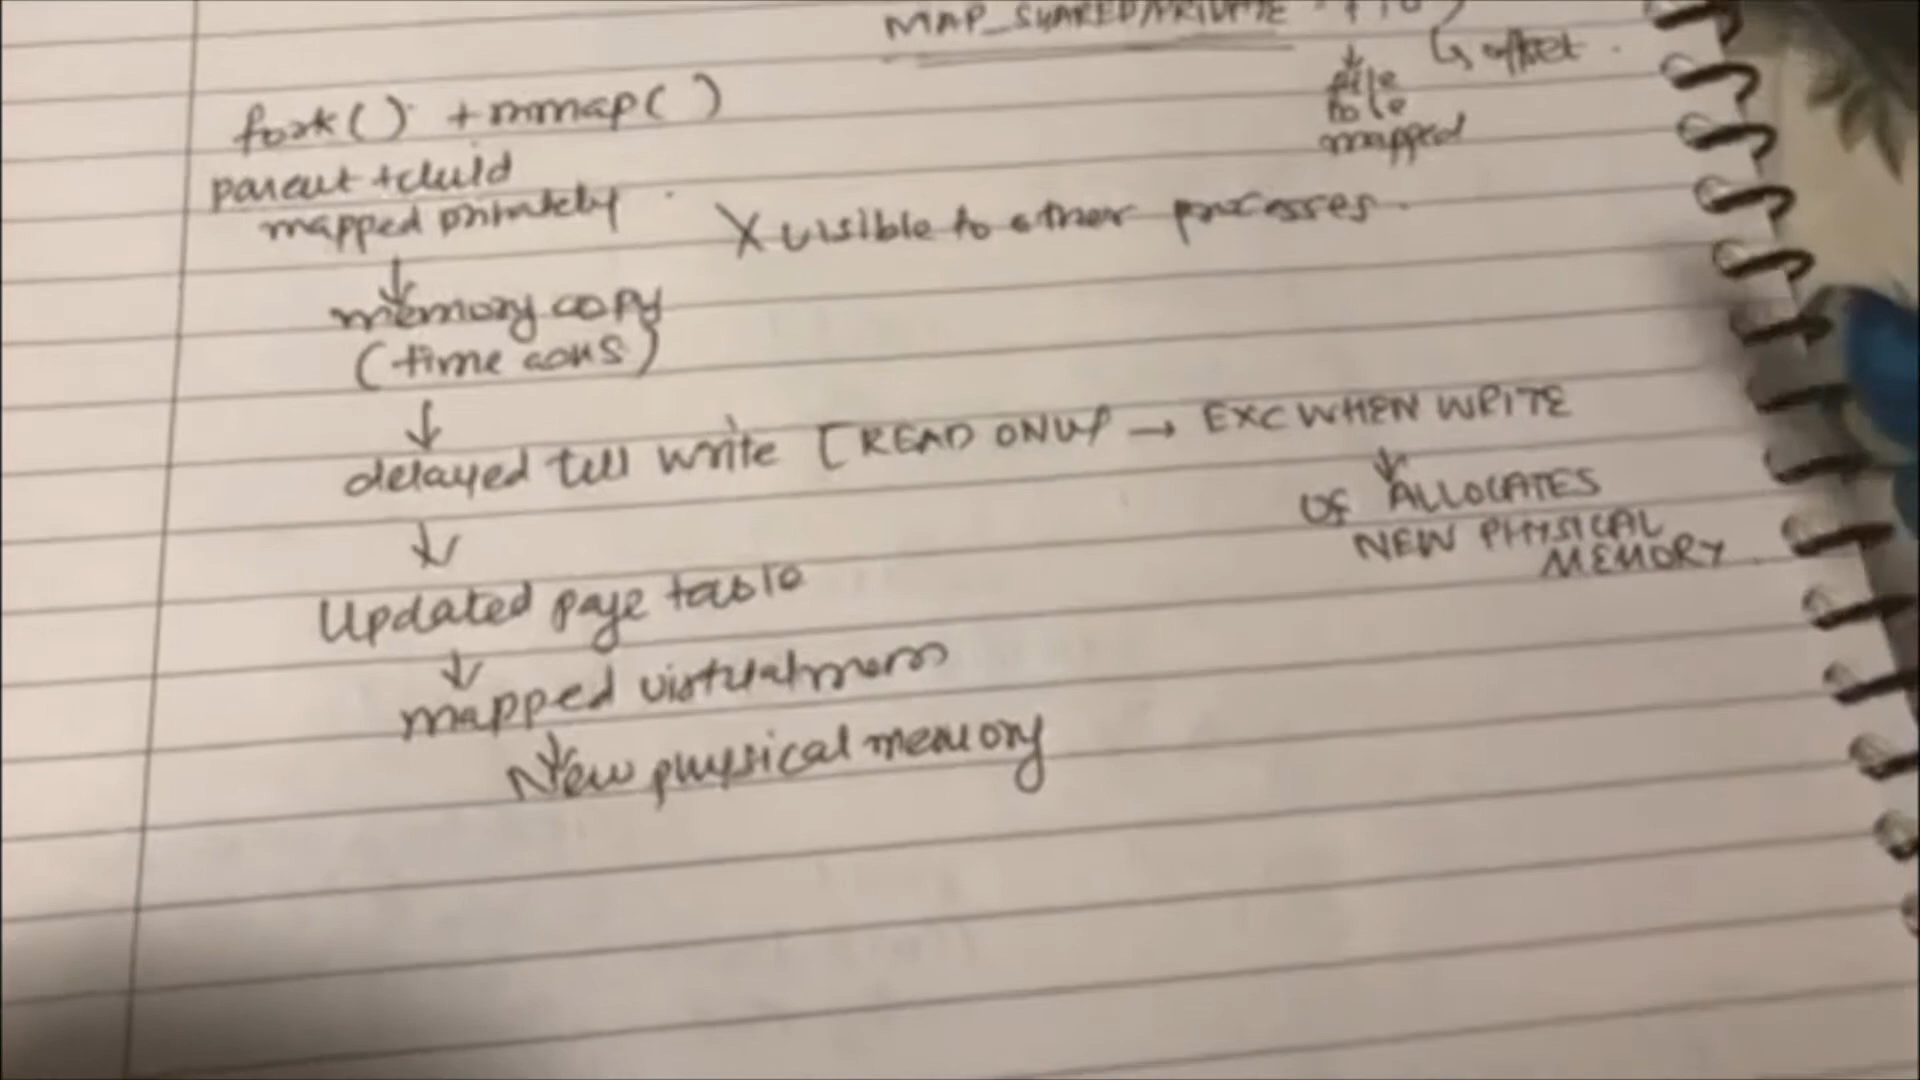 MAP_SHARED/PRIVATE
↳ offset.
↓
file
to be
mapped
fork() + mmap()
parent + child
mapped privately
X visible to other processes.
↓
memory copy
(time cons)
↓
delayed till write [READ ONLY → EXC WHEN WRITE
↓
OS ALLOCATES
NEW PHYSICAL
MEMORY.
↓
Updated page table
↓
mapped virtual mem
↓
New physical memory